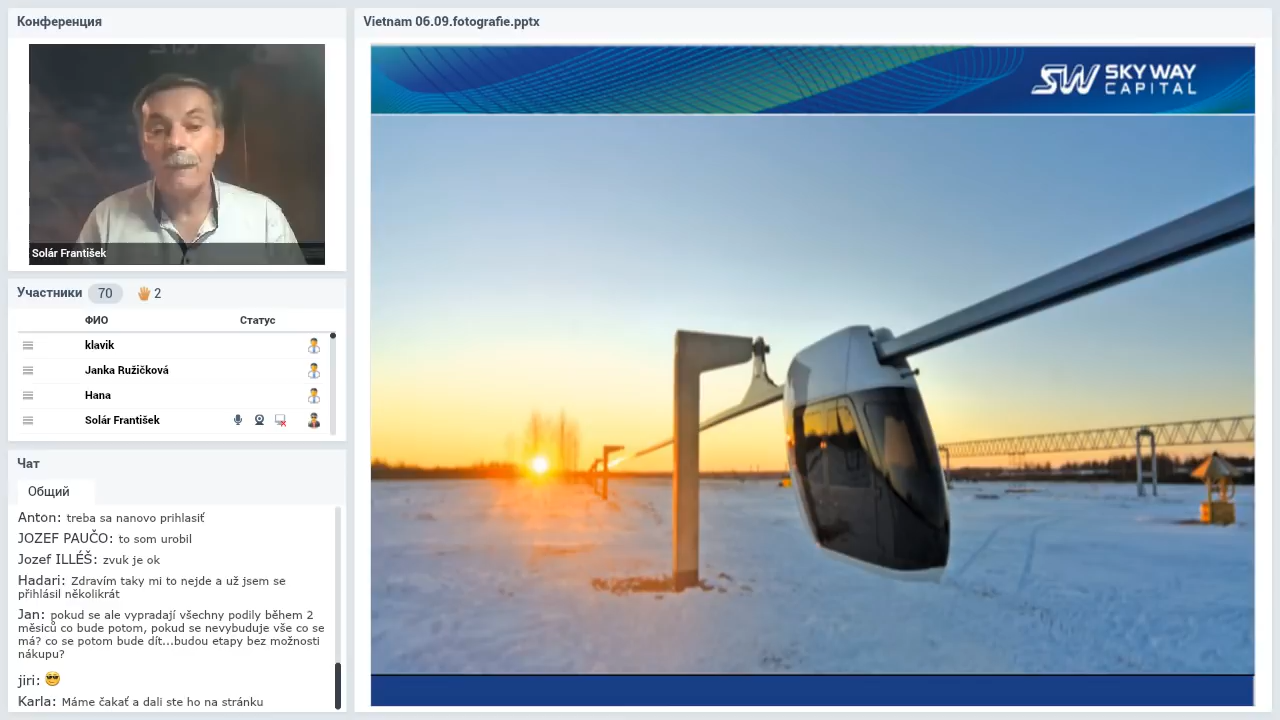 Конференция
Solár František
Участники 70 2
ФИО Статус
klavik
Janka Ružičková
Hana
Solár František
Чат
Общий
Anton: treba sa nanovo prihlasiť
JOZEF PAUČO: to som urobil
Jozef ILLÉŠ: zvuk je ok
Hadari: Zdravím taky mi to nejde a už jsem se
přihlásil několikrát
Jan: pokud se ale vypradají všechny podily během 2
měsiců co bude potom, pokud se nevybuduje vše co se
má? co se potom bude dít...budou etapy bez možnosti
nákupu?
jiri:
Karla: Máme čakať a dali ste ho na stránku
Vietnam 06.09.fotografie.pptx
SW SKY WAY
CAPITAL